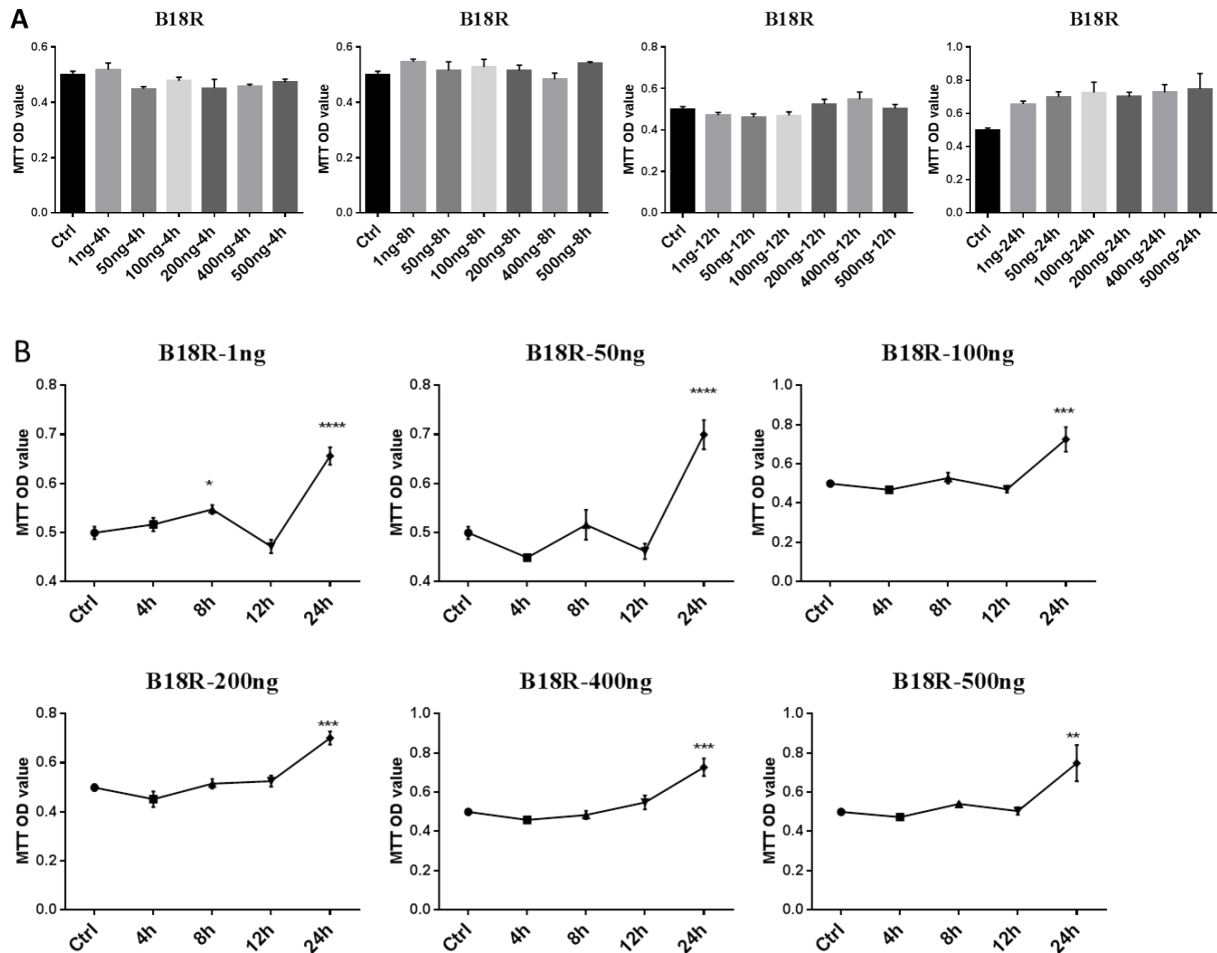 A
B18R
MTT OD value
0.6
0.4
0.2
0.0
Ctrl
1ng-4h
50ng-4h
100ng-4h
200ng-4h
400ng-4h
500ng-4h
B18R
MTT OD value
0.6
0.4
0.2
0.0
Ctrl
1ng-8h
50ng-8h
100ng-8h
200ng-8h
400ng-8h
500ng-8h
B18R
MTT OD value
0.8
0.6
0.4
0.2
0.0
Ctrl
1ng-12h
50ng-12h
100ng-12h
200ng-12h
400ng-12h
500ng-12h
B18R
MTT OD value
1.0
0.8
0.6
0.4
0.2
0.0
Ctrl
1ng-24h
50ng-24h
100ng-24h
200ng-24h
400ng-24h
500ng-24h
B
B18R-1ng
MTT OD value
0.8
0.7
0.6
0.5
0.4
*
****
Ctrl
4h
8h
12h
24h
B18R-50ng
MTT OD value
0.8
0.7
0.6
0.5
0.4
****
Ctrl
4h
8h
12h
24h
B18R-100ng
MTT OD value
1.0
0.8
0.6
0.4
0.2
0.0
***
Ctrl
4h
8h
12h
24h
B18R-200ng
MTT OD value
0.8
0.6
0.4
0.2
0.0
***
Ctrl
4h
8h
12h
24h
B18R-400ng
MTT OD value
1.0
0.8
0.6
0.4
0.2
0.0
***
Ctrl
4h
8h
12h
24h
B18R-500ng
MTT OD value
1.0
0.8
0.6
0.4
0.2
0.0
**
Ctrl
4h
8h
12h
24h